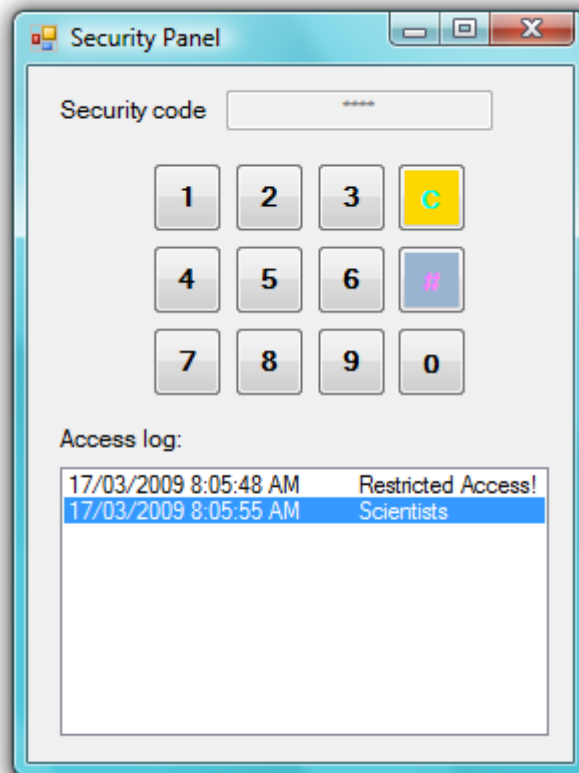 Security Panel
Security code ****
1 2 3 C
4 5 6 #
7 8 9 0
Access log:
17/03/2009 8:05:48 AM Restricted Access!
17/03/2009 8:05:55 AM Scientists